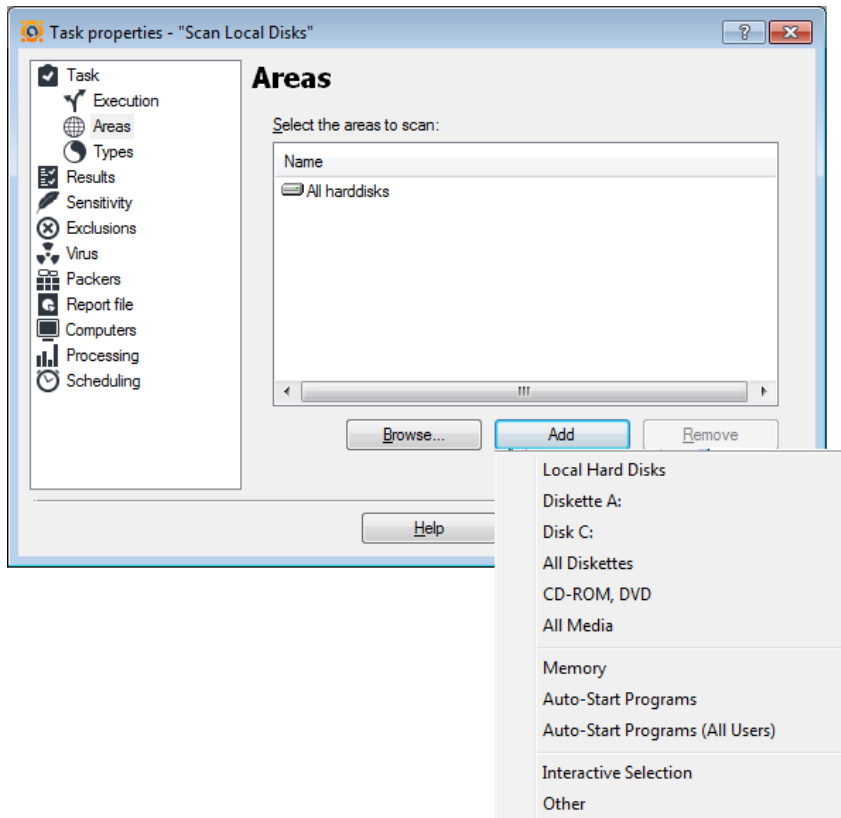 Task properties - "Scan Local Disks"
Task
Execution
Areas
Types
Results
Sensitivity
Exclusions
Virus
Packers
Report file
Computers
Processing
Scheduling
Areas
Select the areas to scan:
Name
All harddisks
Browse...
Add
Remove
Help
Local Hard Disks
Diskette A:
Disk C:
All Diskettes
CD-ROM, DVD
All Media
Memory
Auto-Start Programs
Auto-Start Programs (All Users)
Interactive Selection
Other